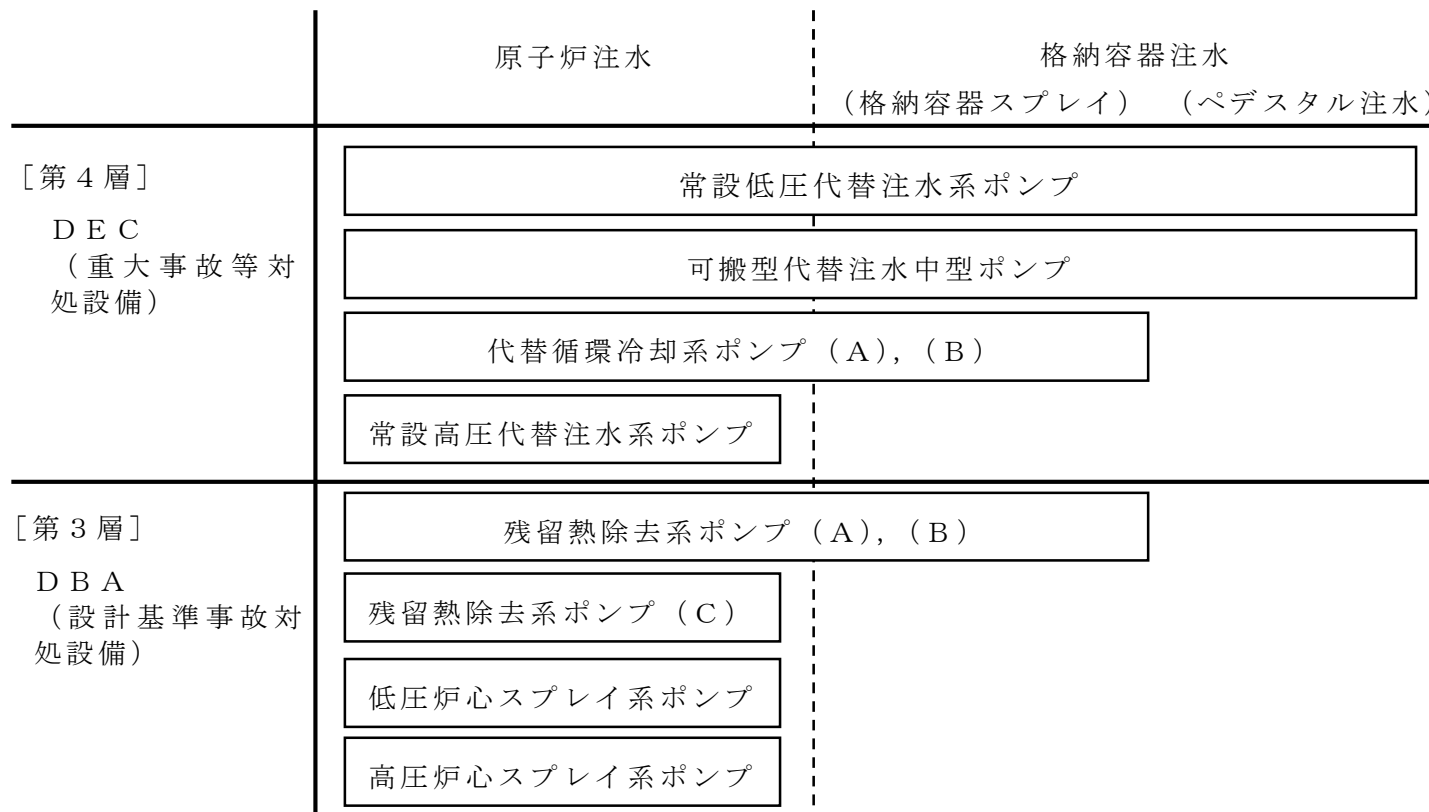 原子炉注水
格納容器注水
（格納容器スプレイ）　（ペデスタル注水）
［第４層］
ＤＥＣ
（重大事故等対
処設備）
常設低圧代替注水系ポンプ
可搬型代替注水中型ポンプ
代替循環冷却系ポンプ（Ａ），（Ｂ）
常設高圧代替注水系ポンプ
［第３層］
ＤＢＡ
（設計基準事故対
処設備）
残留熱除去系ポンプ（Ａ），（Ｂ）
残留熱除去系ポンプ（Ｃ）
低圧炉心スプレイ系ポンプ
高圧炉心スプレイ系ポンプ